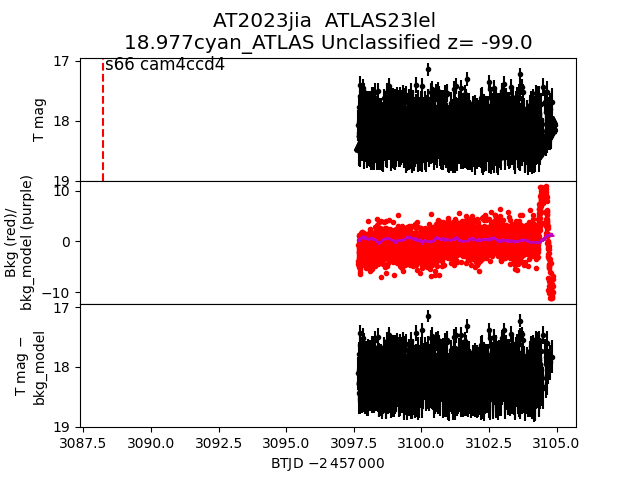 AT2023jia  ATLAS23lel
18.977cyan_ATLAS Unclassified z= -99.0
s66 cam4ccd4
17
18
19
T mag
10
0
−10
Bkg (red)/
bkg_model (purple)
17
18
19
T mag −
bkg_model
3087.5 3090.0 3092.5 3095.0 3097.5 3100.0 3102.5 3105.0
BTJD −2 457 000